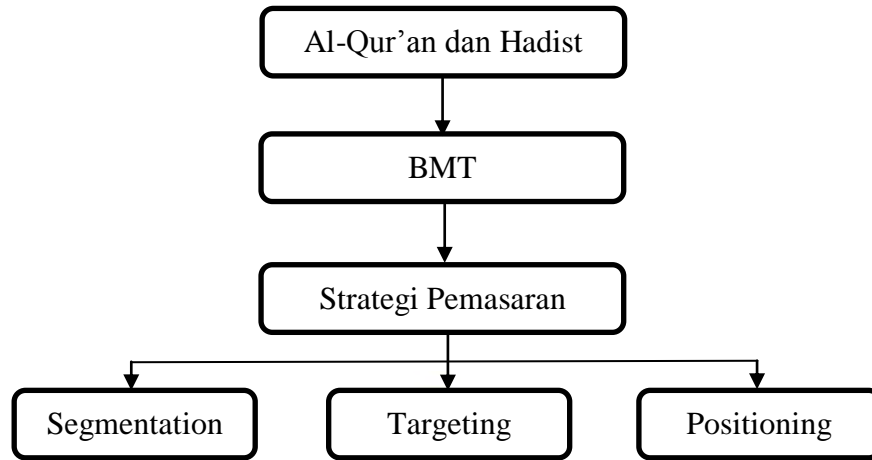 Al-Qur’an dan Hadist
BMT
Strategi Pemasaran
Segmentation
Targeting
Positioning